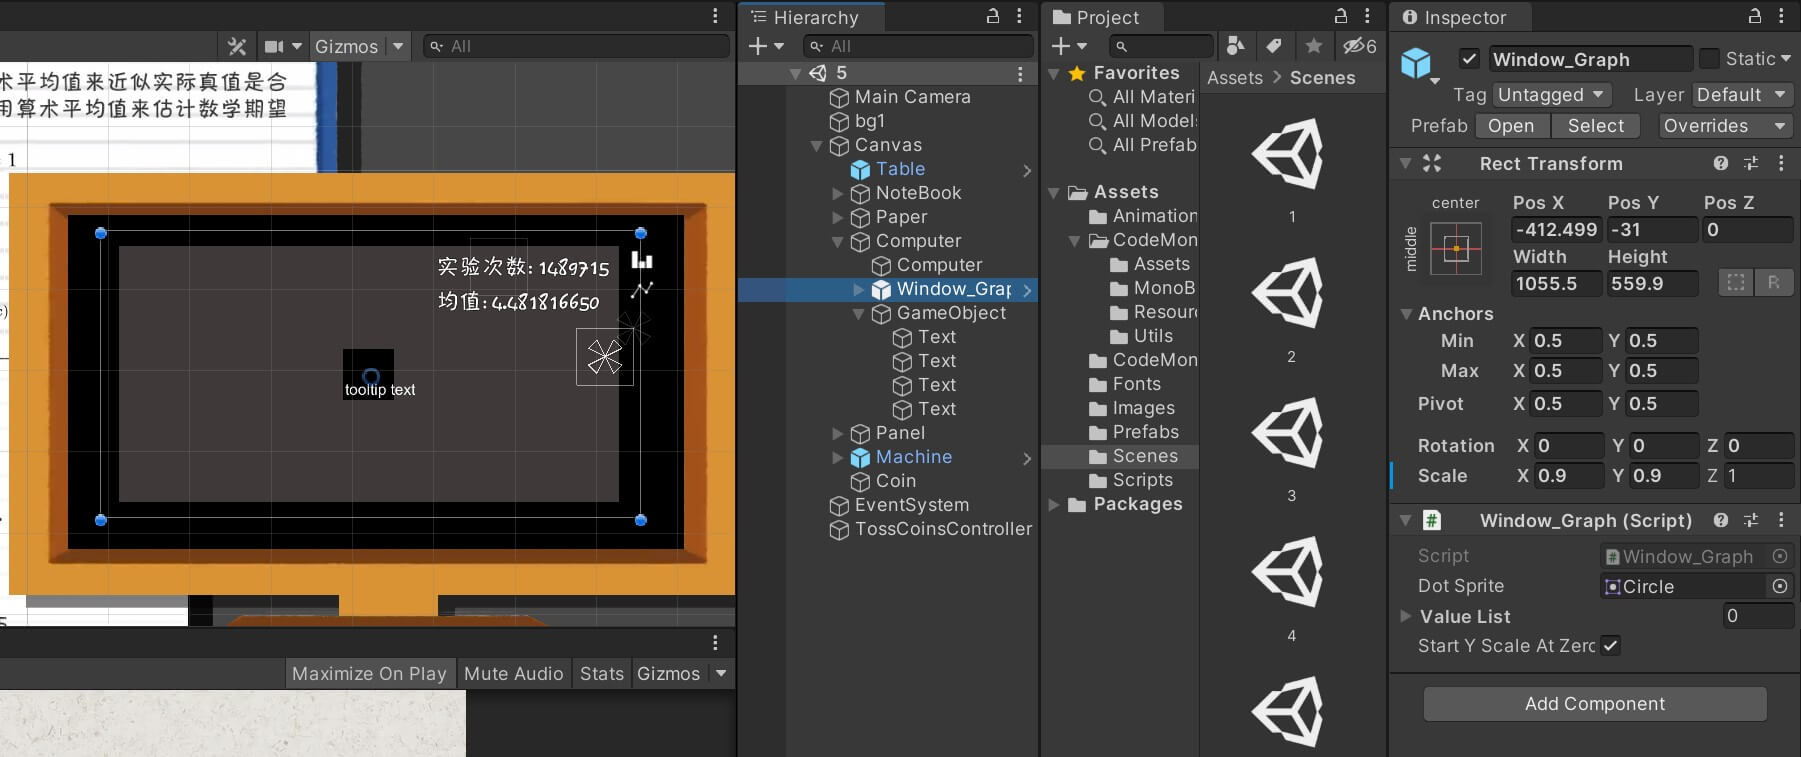 Gizmos
All
术平均值来近似实际真值是合
用算术平均值来估计数学期望
1
实验次数: 1489715
均值: 4.481816650
tooltip text
Maximize On Play
Mute Audio
Stats
Gizmos
Hierarchy
All
5
Main Camera
bg1
Canvas
Table
NoteBook
Paper
Computer
Computer
Window_Grap
GameObject
Text
Text
Text
Text
Panel
Machine
Coin
EventSystem
TossCoinsController
Project
6
Favorites
All Materi
All Models
All Prefab
Assets
Animation
CodeMon
Assets
MonoB
Resour
Utils
CodeMon
Fonts
Images
Prefabs
Scenes
Scripts
Packages
Assets > Scenes
1
2
3
4
Inspector
Window_Graph
Static
Tag Untagged Layer Default
Prefab Open Select Overrides
Rect Transform
center
middle
Pos X Pos Y Pos Z
-412.499 -31 0
Width Height
1055.5 559.9
R
Anchors
Min X 0.5 Y 0.5
Max X 0.5 Y 0.5
Pivot X 0.5 Y 0.5
Rotation X 0 Y 0 Z 0
Scale X 0.9 Y 0.9 Z 1
# Window_Graph (Script)
Script Window_Graph
Dot Sprite Circle
Value List 0
Start Y Scale At Zero
Add Component